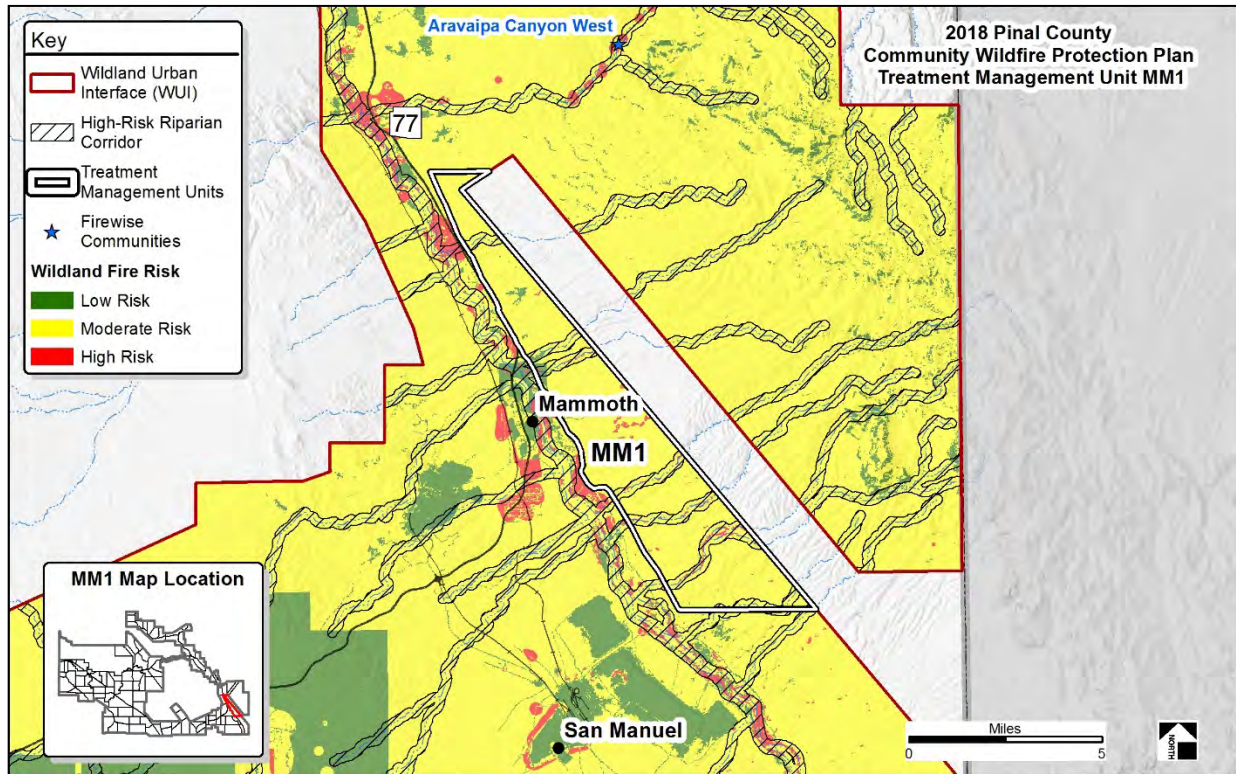 Key
Wildland Urban
Interface (WUI)
High-Risk Riparian
Corridor
Treatment
Management Units
Firewise
Communities
Wildland Fire Risk
Low Risk
Moderate Risk
High Risk
Aravaipa Canyon West
2018 Pinal County
Community Wildfire Protection Plan
Treatment Management Unit MM1
77
Mammoth
MM1
MM1 Map Location
San Manuel
Miles
0 5
NORTH